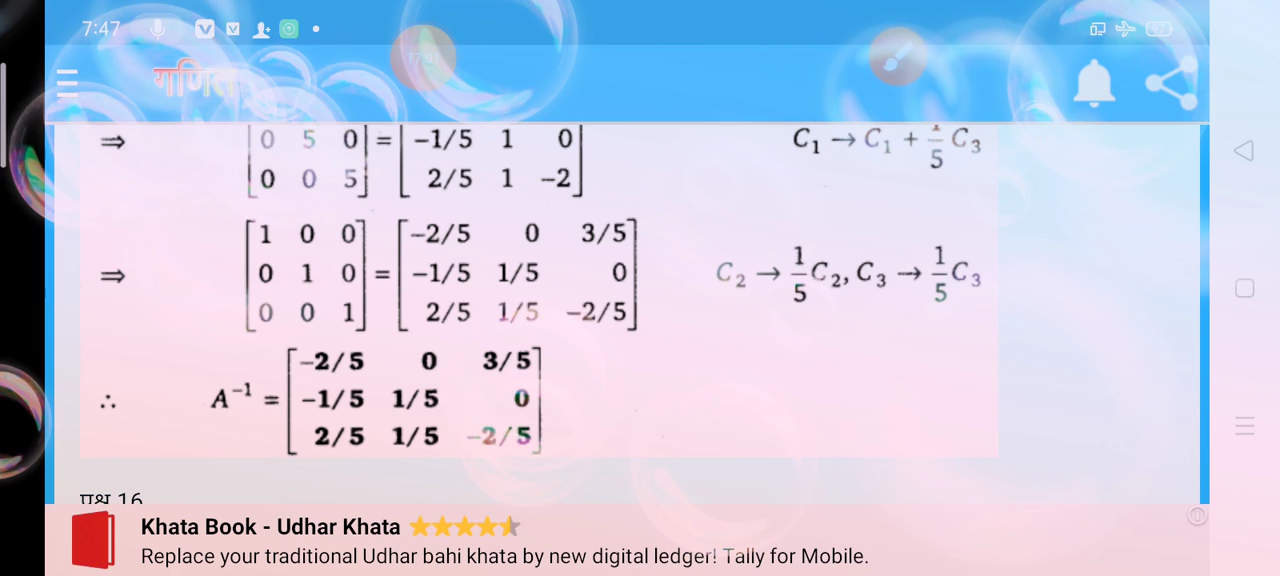 7:47
गणित
17:01
⇒ [0 5 0; 0 0 5] = [-1/5 1 0; 2/5 1 -2] C₁ → C₁ + 1/5 C₃
⇒ [1 0 0; 0 1 0; 0 0 1] = [-2/5 0 3/5; -1/5 1/5 0; 2/5 1/5 -2/5] C₂ → 1/5 C₂, C₃ → 1/5 C₃
∴ A⁻¹ = [-2/5 0 3/5; -1/5 1/5 0; 2/5 1/5 -2/5]
प्रश्न 16
Khata Book - Udhar Khata
Replace your traditional Udhar bahi khata by new digital ledger! Tally for Mobile.